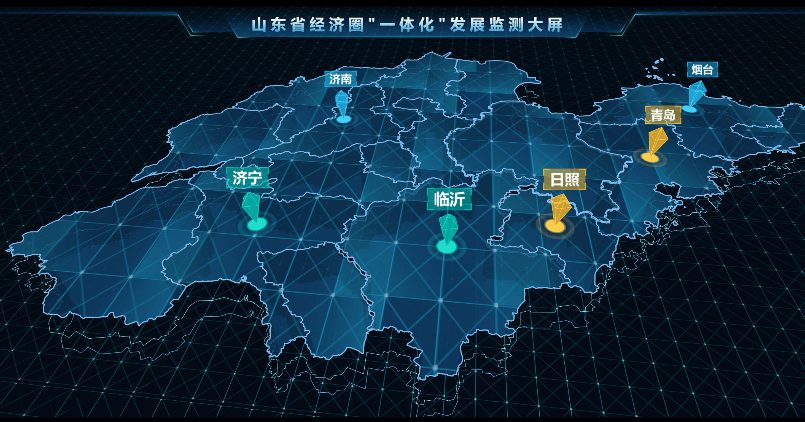 山东省经济圈"一体化"发展监测大屏
烟台
济南
青岛
济宁
日照
临沂